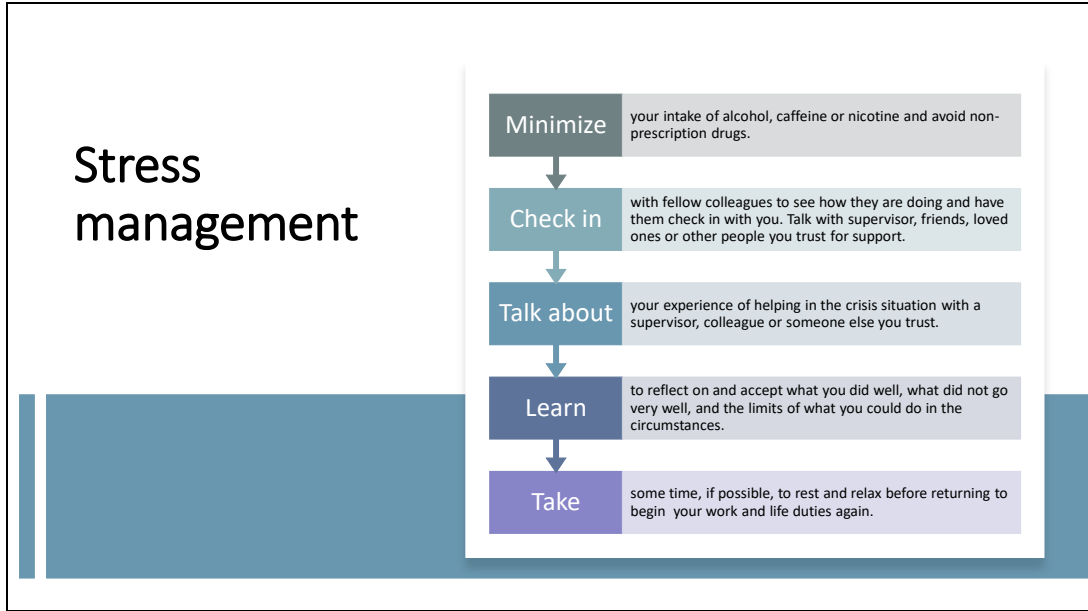 Stress
management
Minimize
your intake of alcohol, caffeine or nicotine and avoid non-
prescription drugs.
Check in
with fellow colleagues to see how they are doing and have
them check in with you. Talk with supervisor, friends, loved
ones or other people you trust for support.
Talk about
your experience of helping in the crisis situation with a
supervisor, colleague or someone else you trust.
Learn
to reflect on and accept what you did well, what did not go
very well, and the limits of what you could do in the
circumstances.
Take
some time, if possible, to rest and relax before returning to
begin  your work and life duties again.